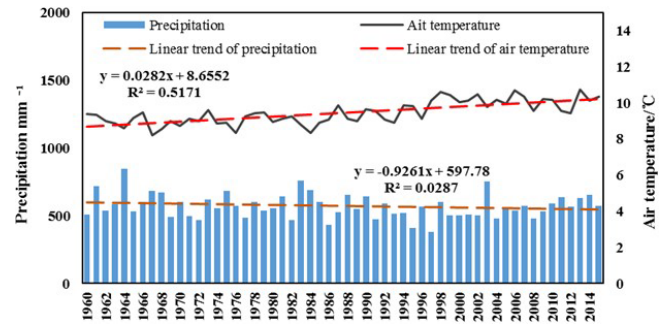 2000
1500
1000
500
0
Precipitation mm ⁻¹
Precipitation
Ait temperature
Linear trend of precipitation
Linear trend of air temperature
y = 0.0282x + 8.6552
R² = 0.5171
y = -0.9261x + 597.78
R² = 0.0287
14
12
10
8
6
4
2
0
Air temperature/℃
1960 1962 1964 1966 1968 1970 1972 1974 1976 1978 1980 1982 1984 1986 1988 1990 1992 1994 1996 1998 2000 2002 2004 2006 2008 2010 2012 2014